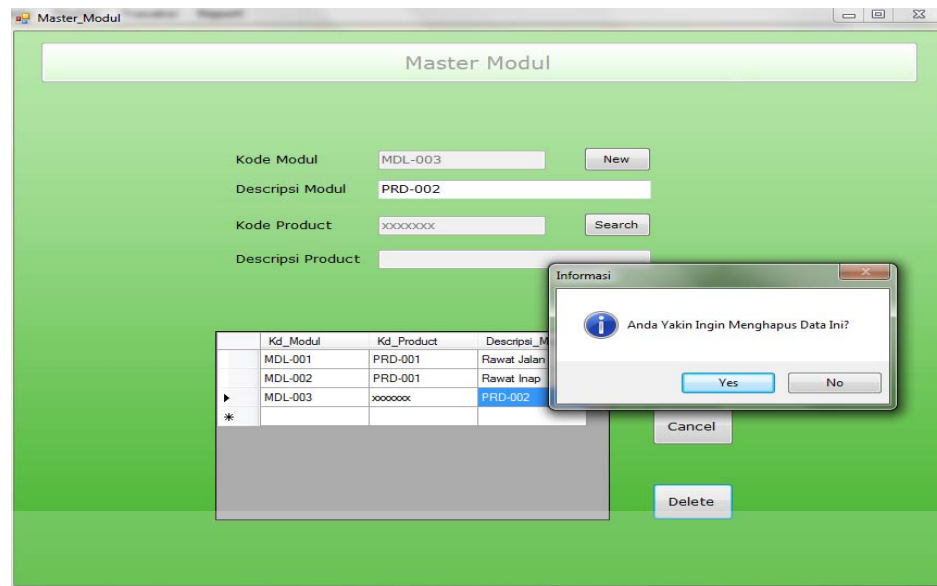 Master_Modul
Master Modul
Kode Modul MDL-003 New
Descripsi Modul PRD-002
Kode Product xxxxxxx Search
Descripsi Product
Informasi
Anda Yakin Ingin Menghapus Data Ini?
Yes No
Kd_Modul Kd_Product Descripsi_M
MDL-001 PRD-001 Rawat Jalan
MDL-002 PRD-001 Rawat Inap
MDL-003 xxxxxxx PRD-002
Cancel
Delete